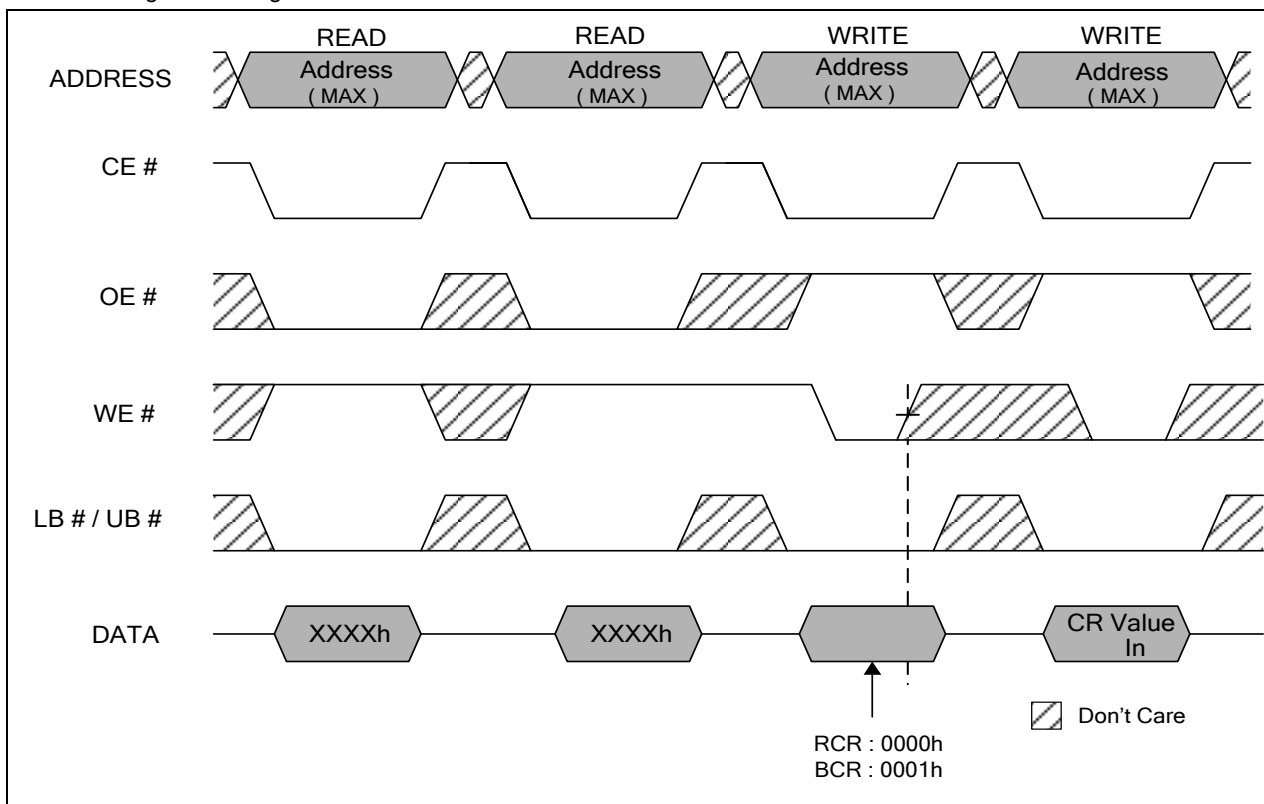 READ READ WRITE WRITE
ADDRESS Address Address Address Address
( MAX ) ( MAX ) ( MAX ) ( MAX )
CE #
OE #
WE #
LB # / UB #
DATA XXXXh XXXXh CR Value
In
Don't Care
RCR : 0000h
BCR : 0001h